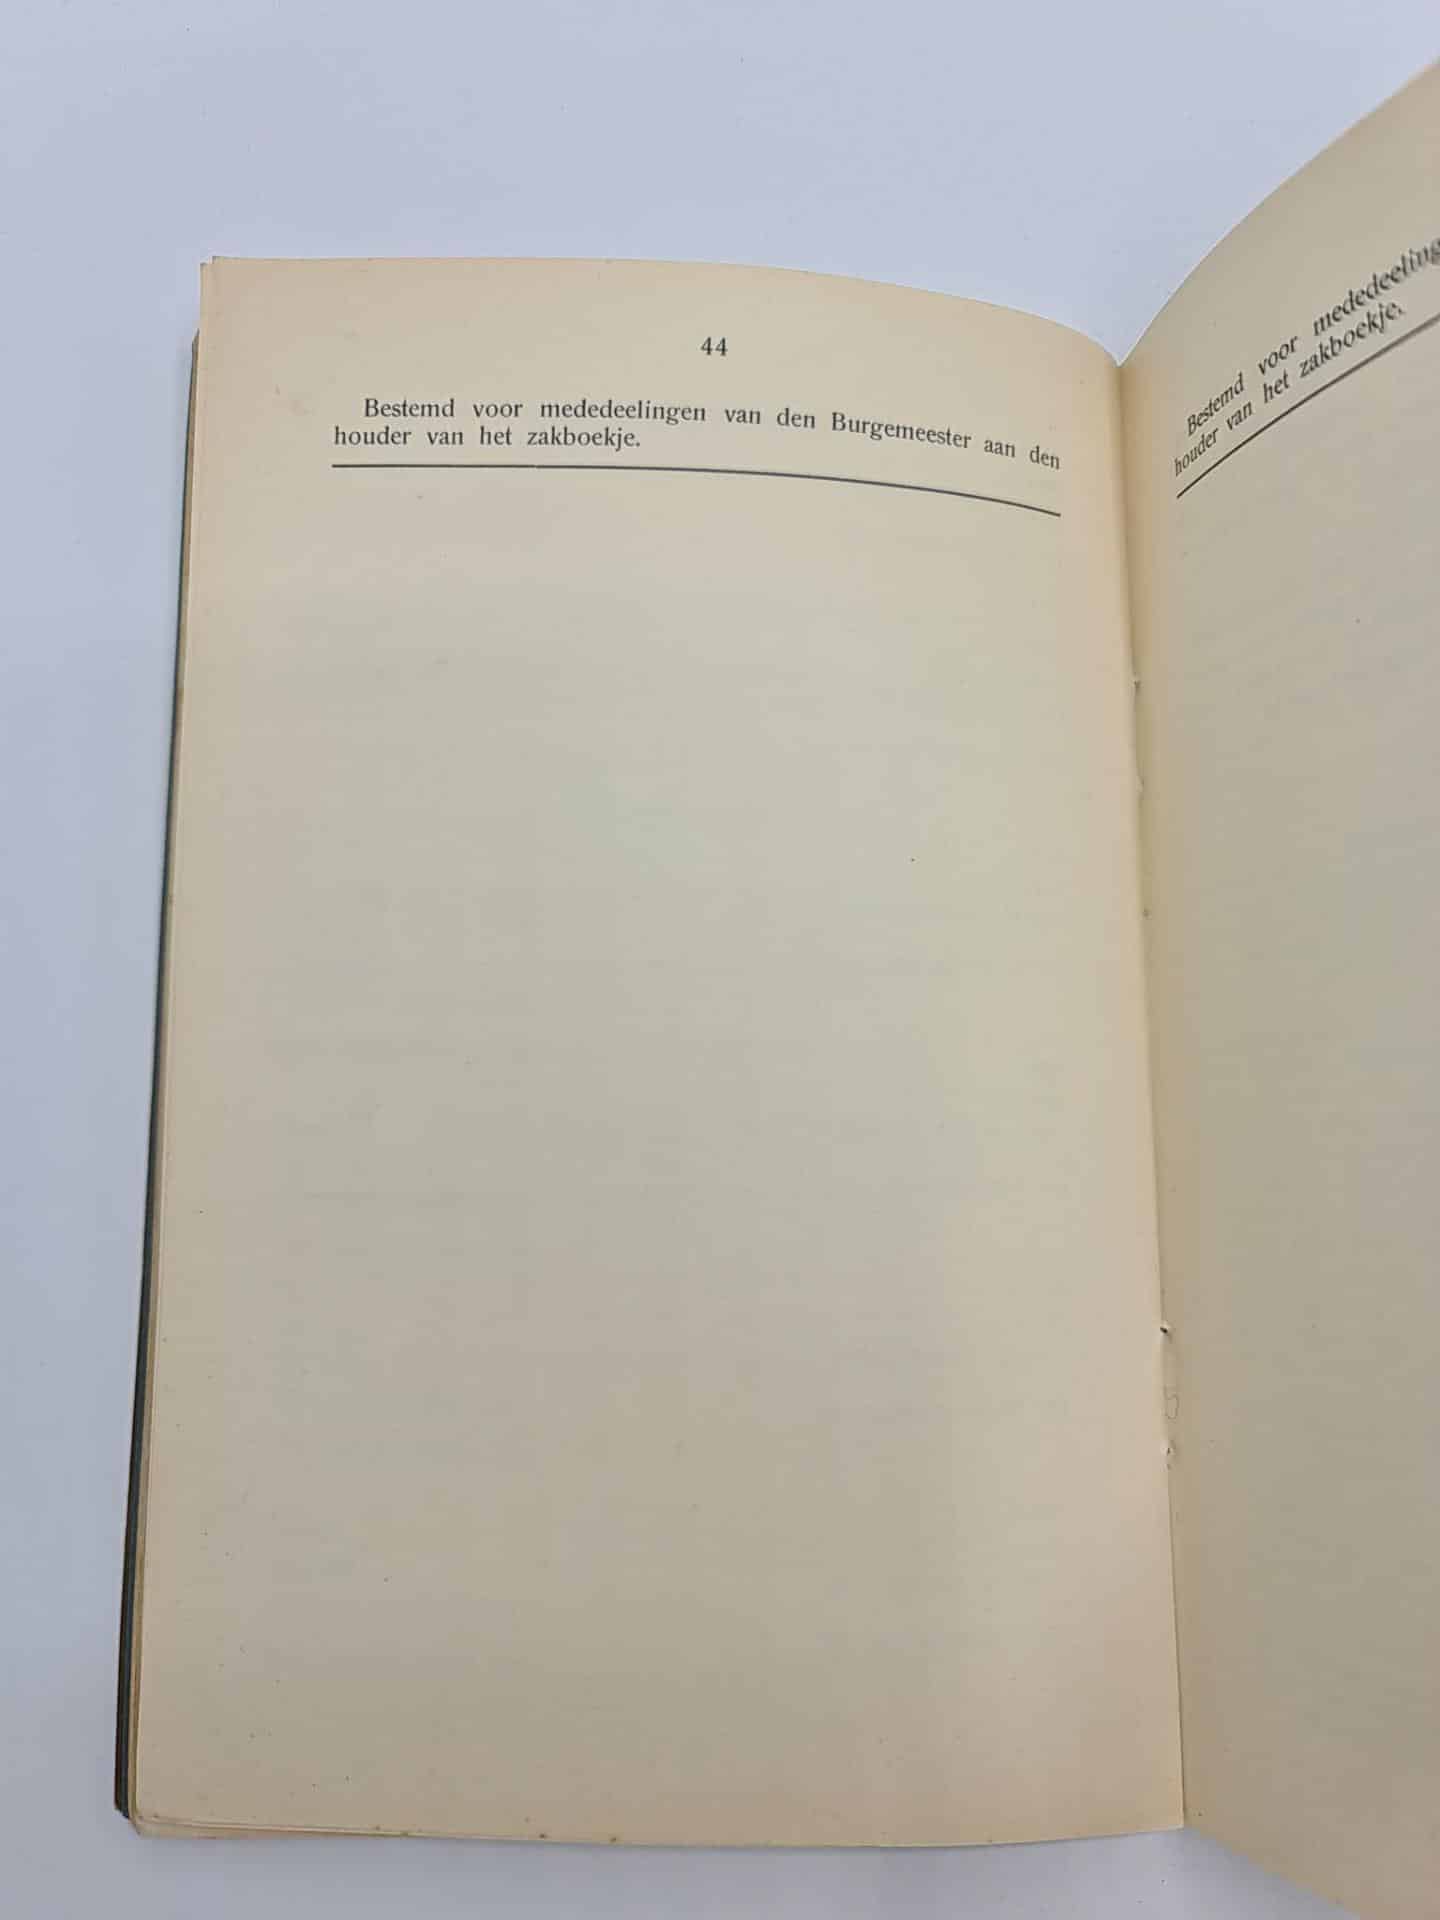 44
Bestemd voor mededeelingen van den Burgemeester aan den
houder van het zakboekje.
Bestemd voor mededeeling
houder van het zakboekje.